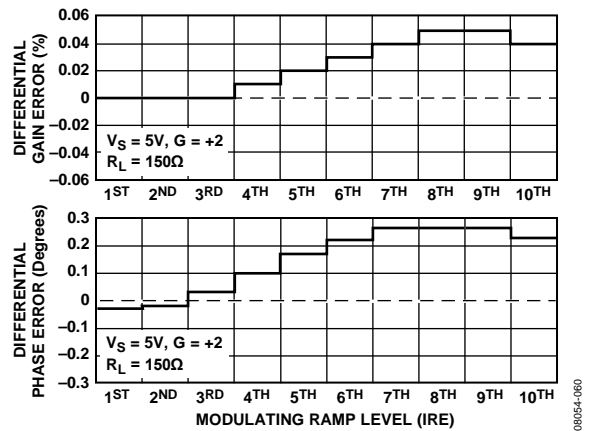 DIFFERENTIAL
GAIN ERROR (%)
0.06
0.04
0.02
0
–0.02
–0.04
–0.06
VS = 5V, G = +2
RL = 150Ω
1ST 2ND 3RD 4TH 5TH 6TH 7TH 8TH 9TH 10TH
DIFFERENTIAL
PHASE ERROR (Degrees)
0.3
0.2
0.1
0
–0.1
–0.2
–0.3
VS = 5V, G = +2
RL = 150Ω
1ST 2ND 3RD 4TH 5TH 6TH 7TH 8TH 9TH 10TH
MODULATING RAMP LEVEL (IRE)
08054-060